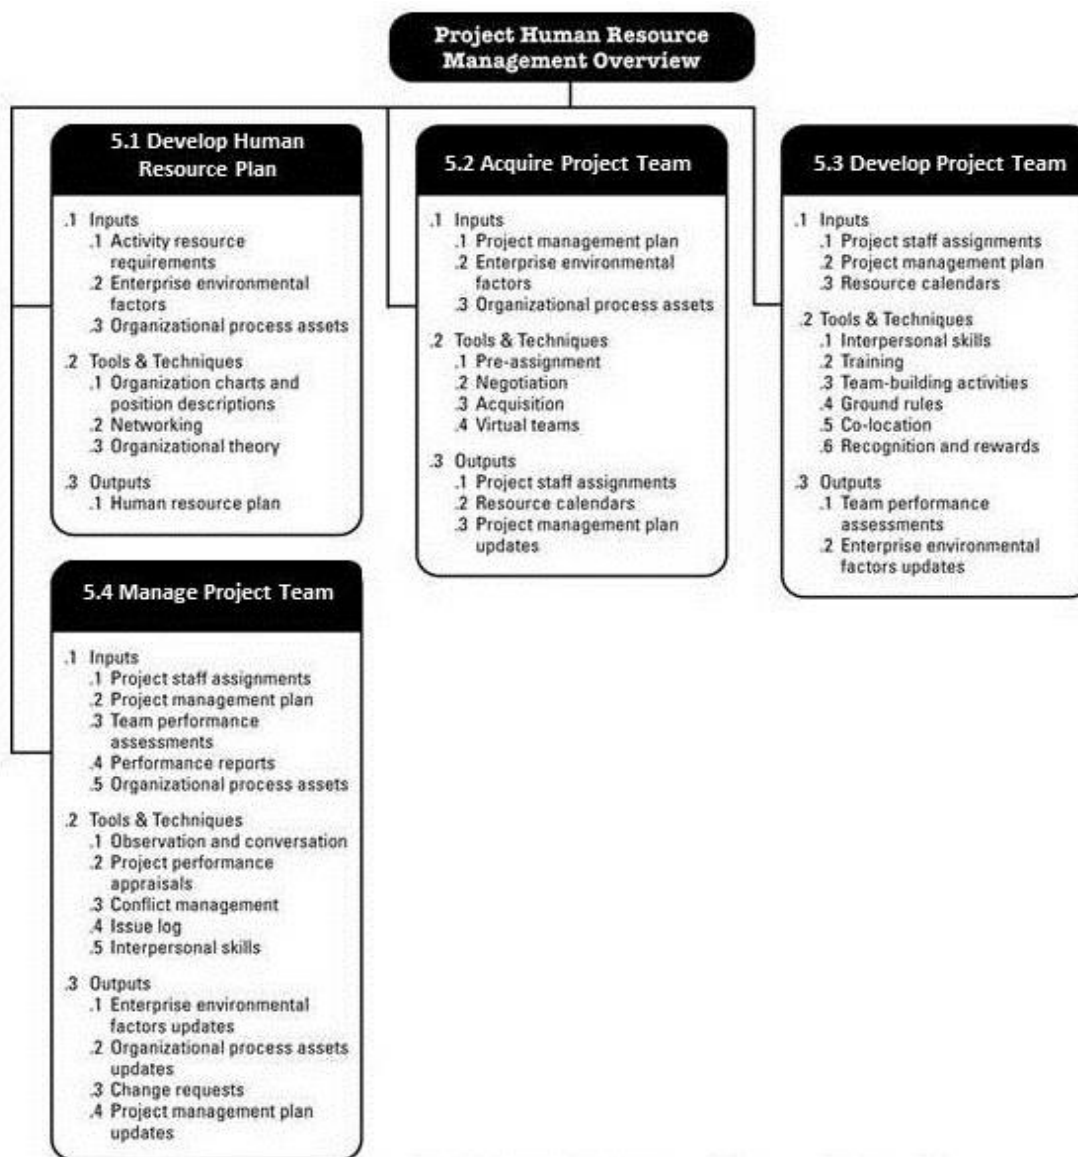 Project Human Resource
Management Overview
5.1 Develop Human
Resource Plan
.1 Inputs
.1 Activity resource
requirements
.2 Enterprise environmental
factors
.3 Organizational process assets
.2 Tools & Techniques
.1 Organization charts and
position descriptions
.2 Networking
.3 Organizational theory
.3 Outputs
.1 Human resource plan
5.2 Acquire Project Team
.1 Inputs
.1 Project management plan
.2 Enterprise environmental
factors
.3 Organizational process assets
.2 Tools & Techniques
.1 Pre-assignment
.2 Negotiation
.3 Acquisition
.4 Virtual teams
.3 Outputs
.1 Project staff assignments
.2 Resource calendars
.3 Project management plan
updates
5.3 Develop Project Team
.1 Inputs
.1 Project staff assignments
.2 Project management plan
.3 Resource calendars
.2 Tools & Techniques
.1 Interpersonal skills
.2 Training
.3 Team-building activities
.4 Ground rules
.5 Co-location
.6 Recognition and rewards
.3 Outputs
.1 Team performance
assessments
.2 Enterprise environmental
factors updates
5.4 Manage Project Team
.1 Inputs
.1 Project staff assignments
.2 Project management plan
.3 Team performance
assessments
.4 Performance reports
.5 Organizational process assets
.2 Tools & Techniques
.1 Observation and conversation
.2 Project performance
appraisals
.3 Conflict management
.4 Issue log
.5 Interpersonal skills
.3 Outputs
.1 Enterprise environmental
factors updates
.2 Organizational process assets
updates
.3 Change requests
.4 Project management plan
updates